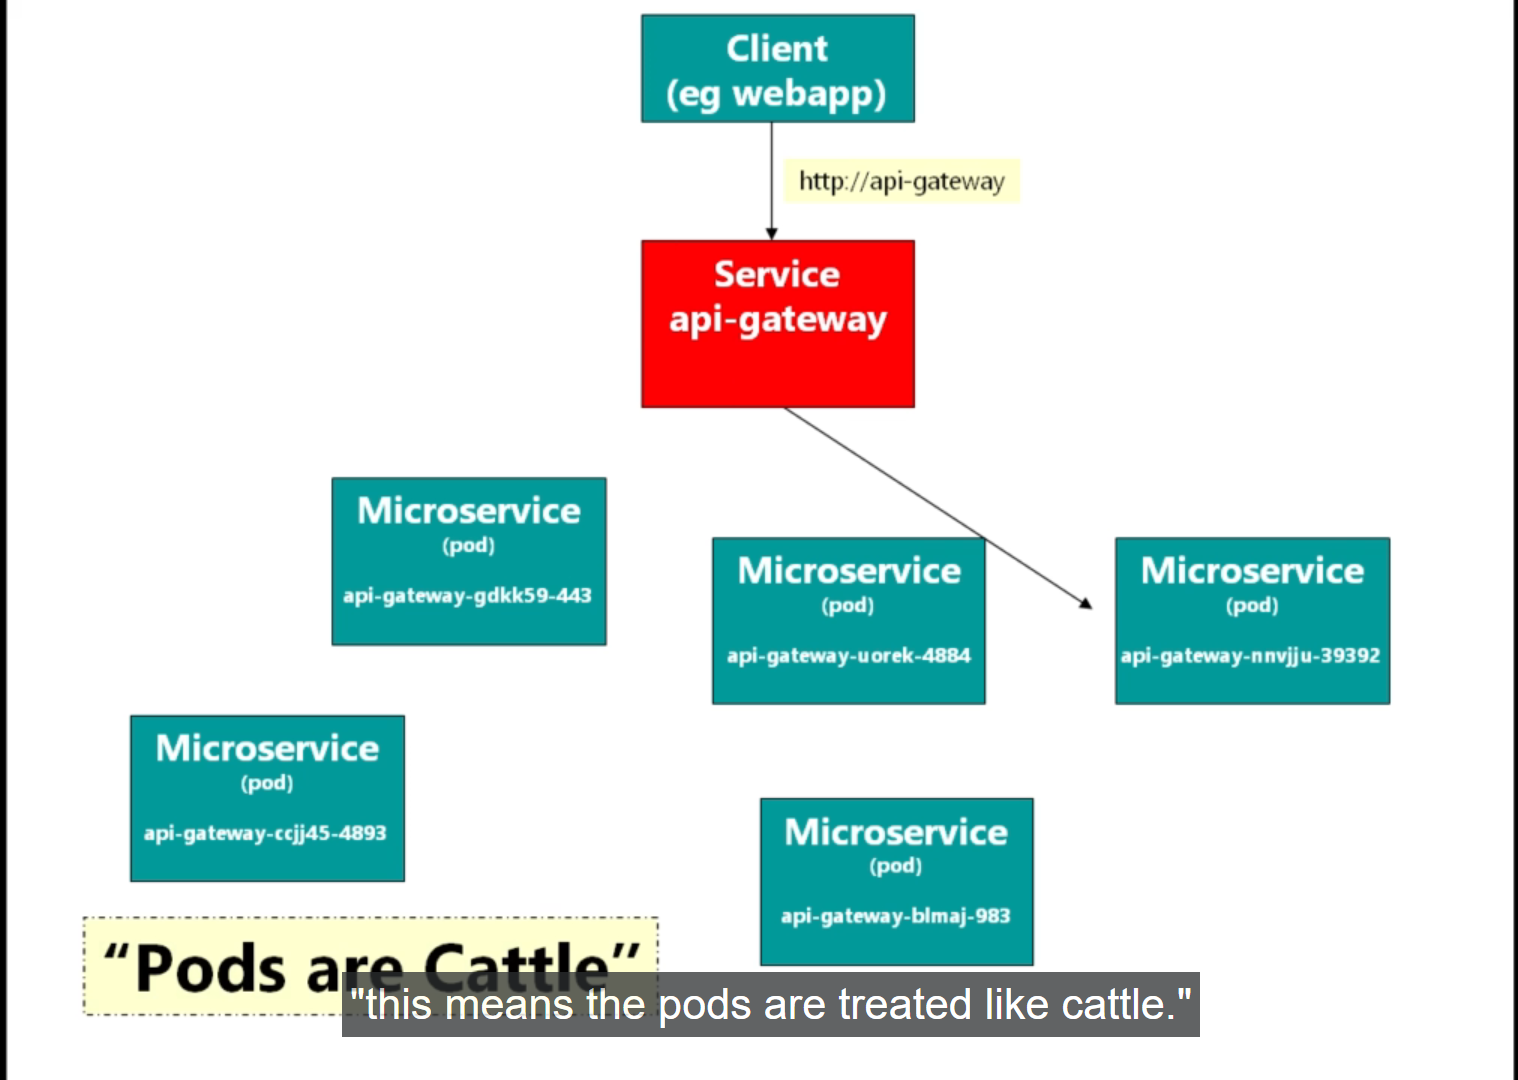 Client
(eg webapp)
http://api-gateway
Service
api-gateway
Microservice
(pod)
api-gateway-gdkk59-443
Microservice
(pod)
api-gateway-uorek-4884
Microservice
(pod)
api-gateway-nnvjju-39392
Microservice
(pod)
api-gateway-ccjj45-4893
Microservice
(pod)
api-gateway-blmaj-983
“Pods are Cattle”
"this means the pods are treated like cattle."